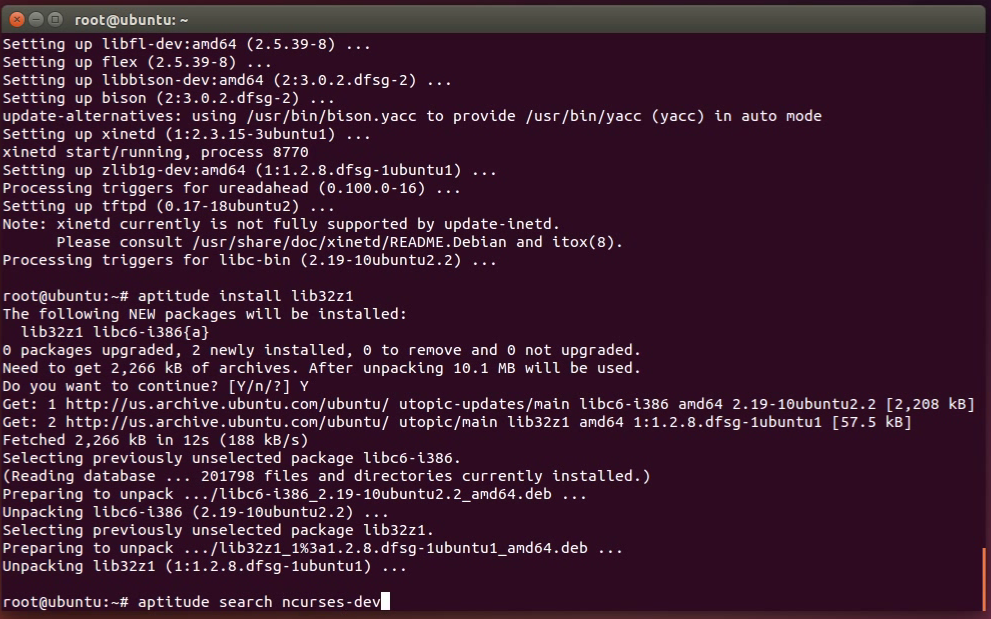 root@ubuntu: ~
Setting up libfl-dev:amd64 (2.5.39-8) ...
Setting up flex (2.5.39-8) ...
Setting up libbison-dev:amd64 (2:3.0.2.dfsg-2) ...
Setting up bison (2:3.0.2.dfsg-2) ...
update-alternatives: using /usr/bin/bison.yacc to provide /usr/bin/yacc (yacc) in auto mode
Setting up xinetd (1:2.3.15-3ubuntu1) ...
xinetd start/running, process 8770
Setting up zlib1g-dev:amd64 (1:1.2.8.dfsg-1ubuntu1) ...
Processing triggers for ureadahead (0.100.0-16) ...
Setting up tftpd (0.17-18ubuntu2) ...
Note: xinetd currently is not fully supported by update-inetd.
      Please consult /usr/share/doc/xinetd/README.Debian and itox(8).
Processing triggers for libc-bin (2.19-10ubuntu2.2) ...
root@ubuntu:~# aptitude install lib32z1
The following NEW packages will be installed:
  lib32z1 libc6-i386{a}
0 packages upgraded, 2 newly installed, 0 to remove and 0 not upgraded.
Need to get 2,266 kB of archives. After unpacking 10.1 MB will be used.
Do you want to continue? [Y/n/?] Y
Get: 1 http://us.archive.ubuntu.com/ubuntu/ utopic-updates/main libc6-i386 amd64 2.19-10ubuntu2.2 [2,208 kB]
Get: 2 http://us.archive.ubuntu.com/ubuntu/ utopic/main lib32z1 amd64 1:1.2.8.dfsg-1ubuntu1 [57.5 kB]
Fetched 2,266 kB in 12s (188 kB/s)
Selecting previously unselected package libc6-i386.
(Reading database ... 201798 files and directories currently installed.)
Preparing to unpack .../libc6-i386_2.19-10ubuntu2.2_amd64.deb ...
Unpacking libc6-i386 (2.19-10ubuntu2.2) ...
Selecting previously unselected package lib32z1.
Preparing to unpack .../lib32z1_1%3a1.2.8.dfsg-1ubuntu1_amd64.deb ...
Unpacking lib32z1 (1:1.2.8.dfsg-1ubuntu1) ...
root@ubuntu:~# aptitude search ncurses-dev